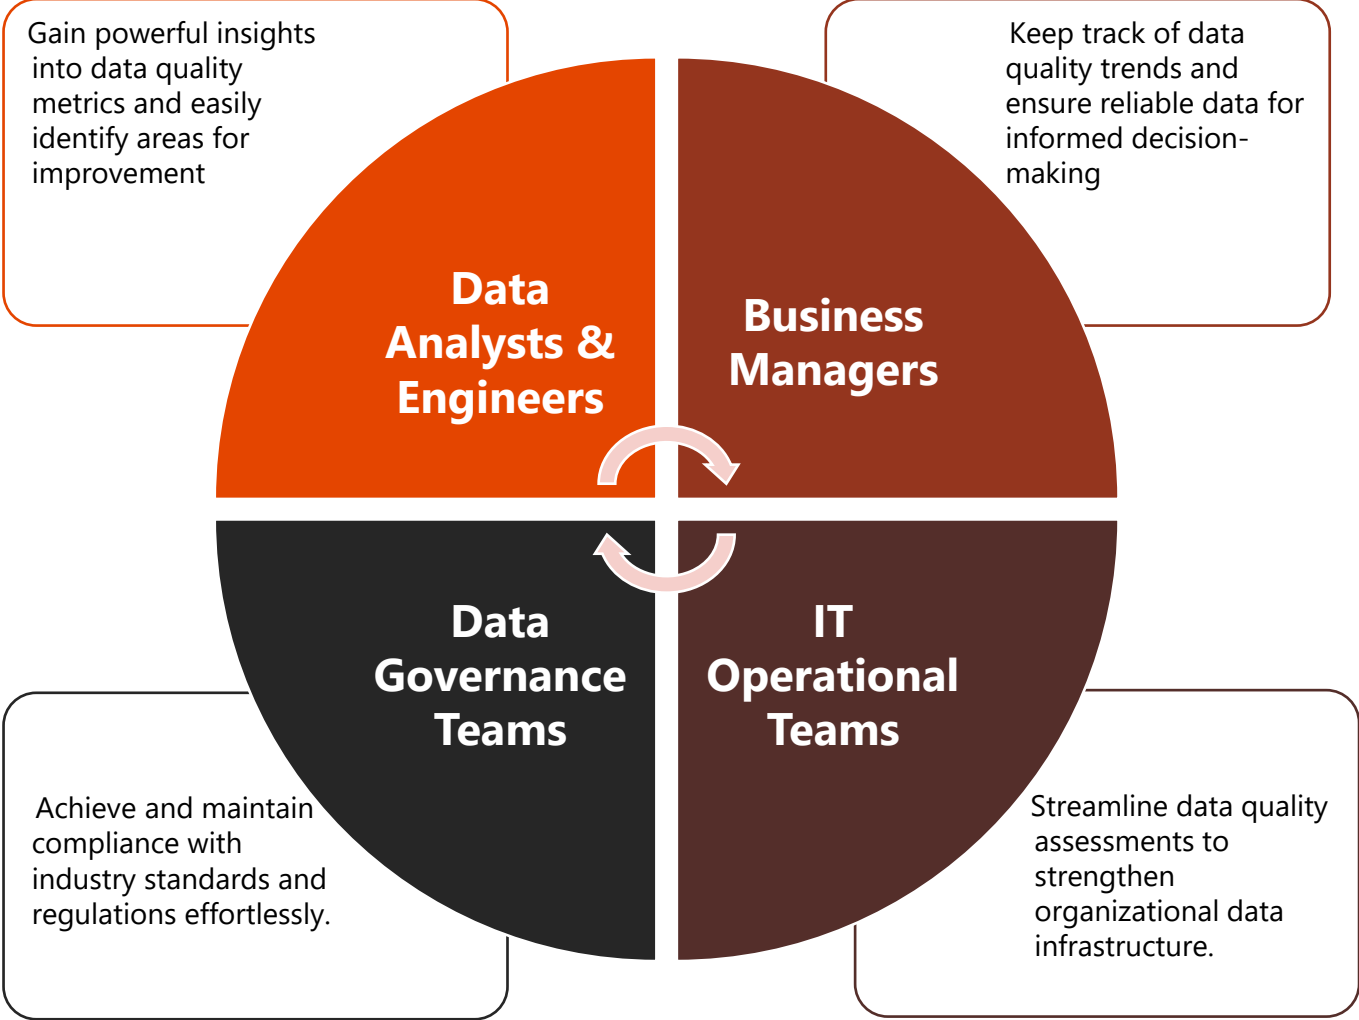 Gain powerful insights
into data quality
metrics and easily
identify areas for
improvement
Keep track of data
quality trends and
ensure reliable data for
informed decision-
making
Data
Analysts &
Engineers
Business
Managers
Data
Governance
Teams
IT
Operational
Teams
Achieve and maintain
compliance with
industry standards and
regulations effortlessly.
Streamline data quality
assessments to
strengthen
organizational data
infrastructure.